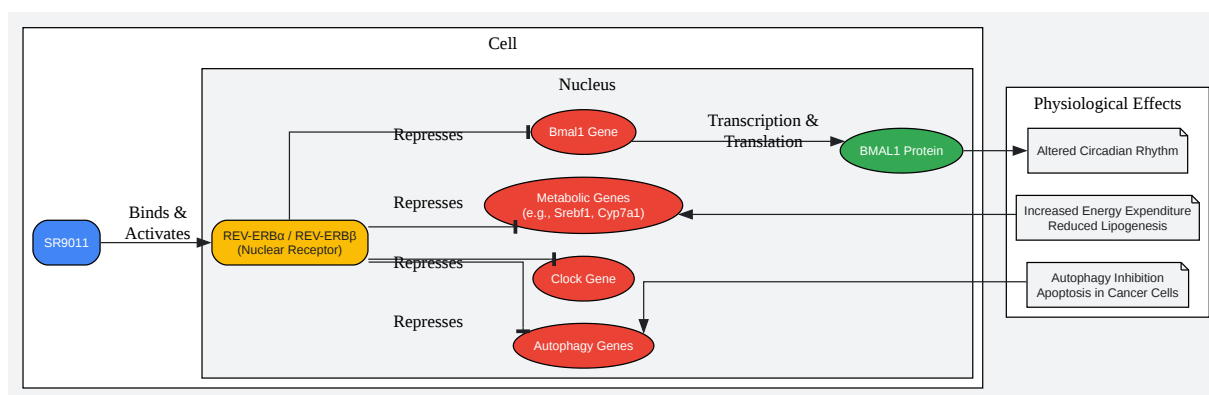 Cell
Nucleus
Physiological Effects
SR9011
Binds &
Activates
REV-ERBα / REV-ERBβ
(Nuclear Receptor)
Represses
Bmal1 Gene
Transcription &
Translation
BMAL1 Protein
Altered Circadian Rhythm
Represses
Metabolic Genes
(e.g., Srebf1, Cyp7a1)
Increased Energy Expenditure
Reduced Lipogenesis
Represses
Clock Gene
Autophagy Inhibition
Apoptosis in Cancer Cells
Represses
Autophagy Genes